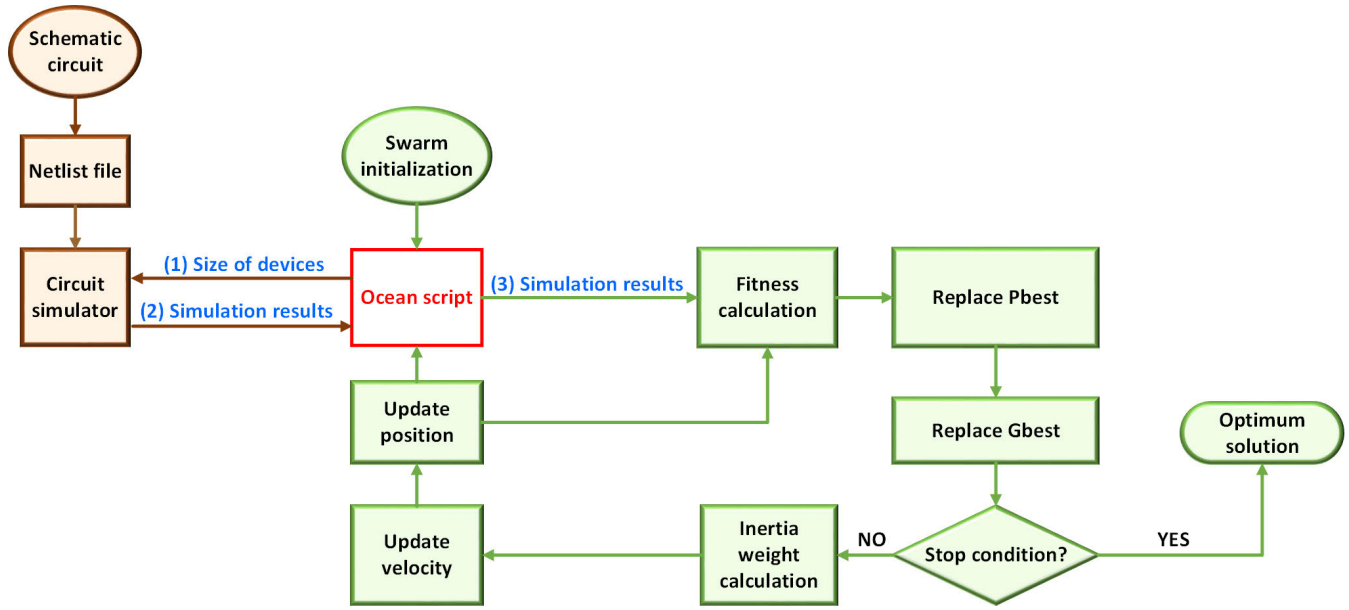 Schematic
circuit
Netlist file
Swarm
initialization
Circuit
simulator
(1) Size of devices
(2) Simulation results
Ocean script
(3) Simulation results
Fitness
calculation
Replace Pbest
Update
position
Replace Gbest
Optimum
solution
Update
velocity
Inertia
weight
calculation
NO
Stop condition?
YES